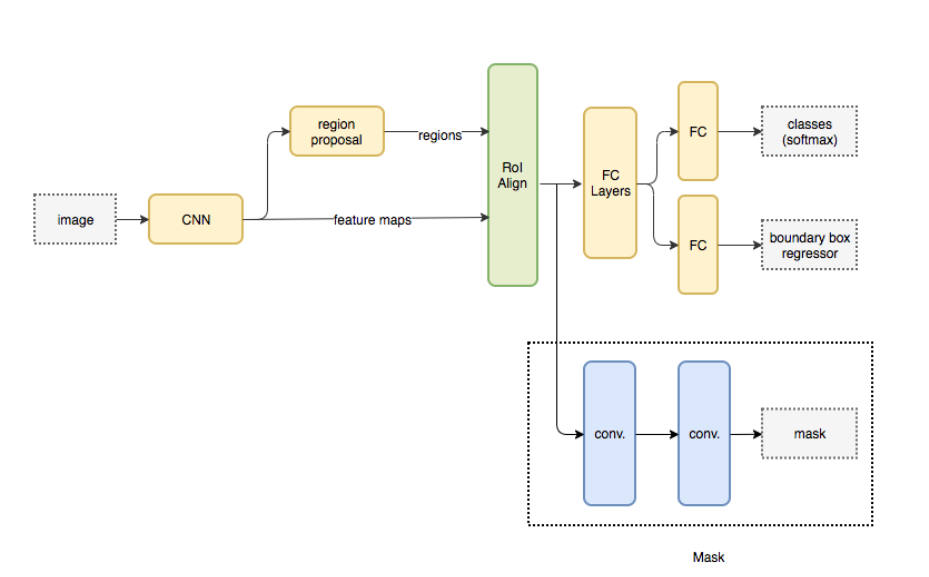 image
CNN
region
proposal
regions
feature maps
RoI
Align
FC
Layers
FC
classes
(softmax)
FC
boundary box
regressor
conv.
conv.
mask
Mask